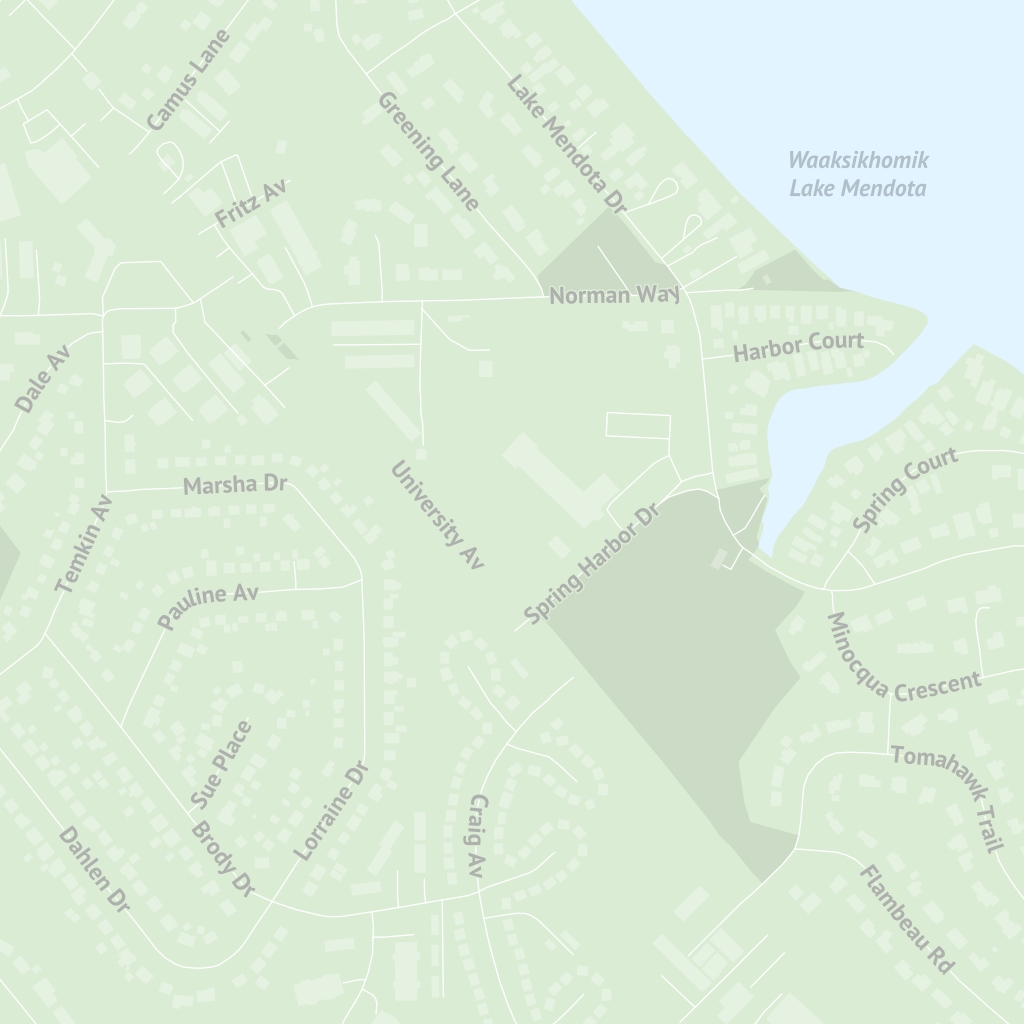 Camus Lane
Greening Lane
Lake Mendota Dr
Waaksikhomik
Lake Mendota
Fritz Av
Norman Way
Harbor Court
Dale Av
Marsha Dr
University Av
Spring Court
Temkin Av
Spring Harbor Dr
Pauline Av
Minocqua Crescent
Sue Place
Lorraine Dr
Tomahawk Trail
Craig Av
Brody Dr
Dahlen Dr
Flambeau Rd